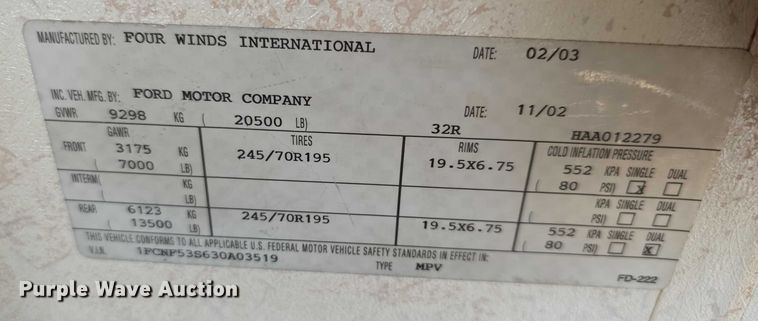 MANUFACTURED BY: FOUR WINDS INTERNATIONAL DATE: 02/03
INC. VEH. MFG. BY: FORD MOTOR COMPANY DATE: 11/02
GVWR 9298 KG ( 20500 LB) 32R HAA012279
GAWR TIRES RIMS COLD INFLATION PRESSURE
FRONT 3175 KG 245/70R195 19.5X6.75 552 KPA SINGLE DUAL
( 7000 LB) ( 80 PSI) X
INTERM( KG KPA SINGLE DUAL
LB) ( PSI)
REAR 6123 KG 245/70R195 19.5X6.75 552 KPA SINGLE DUAL
( 13500 LB) ( 80 PSI) X
THIS VEHICLE CONFORMS TO ALL APPLICABLE U.S. FEDERAL MOTOR VEHICLE SAFETY STANDARDS IN EFFECT IN:
V.I.N. 1FCNF53S630A03519 TYPE MPV FD-222
Purple Wave Auction